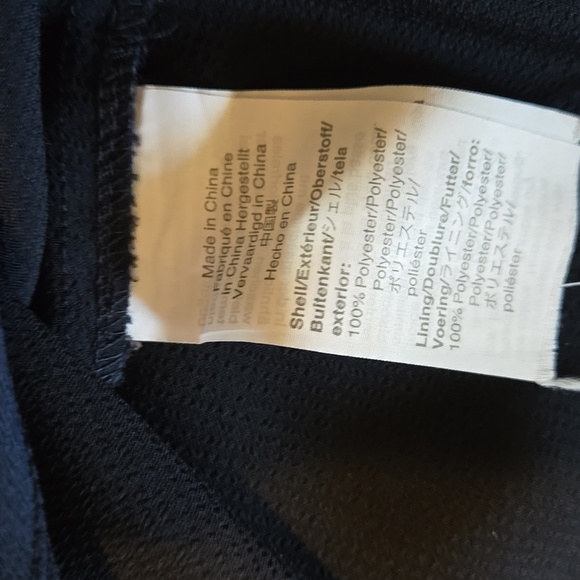 Made in China
Fabriqué en Chine
in China Hergestellt
Vervaardigd in China
中国製
Hecho en China
Shell/Extérieur/Oberstoff/
Buitenkant/シェル/tela
exterior:
100% Polyester/Polyester/
Polyester/Polyester/
ポリエステル/
poliéster
Lining/Doublure/Futter/
Voering/ライニング/forro:
100% Polyester/Polyester/
Polyester/Polyester/
ポリエステル/
poliéster